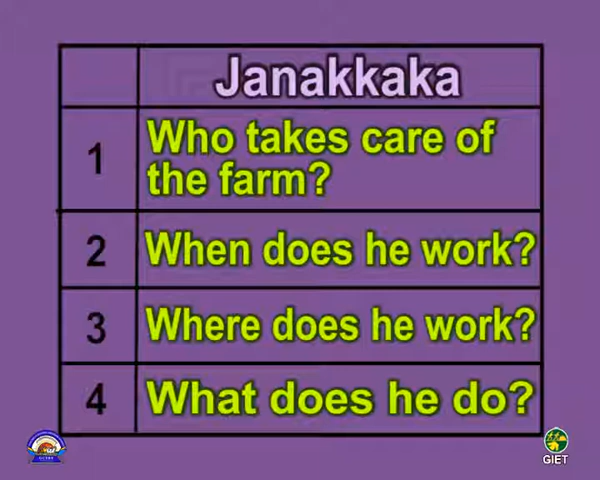 Janakkaka
1 Who takes care of
the farm?
2 When does he work?
3 Where does he work?
4 What does he do?
GIET